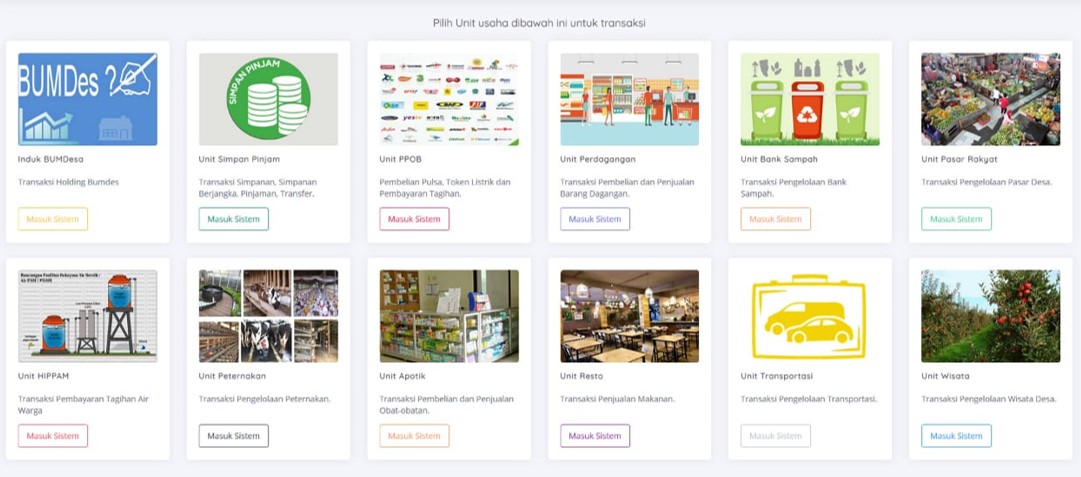 Pilih Unit usaha dibawah ini untuk transaksi
BUMDes ?
Induk BUMDesa
Transaksi Holding Bumdes
Masuk Sistem
SIMPAN PINJAM
Unit Simpan Pinjam
Transaksi Simpanan, Simpanan
Berjangka, Pinjaman, Transfer.
Masuk Sistem
Unit PPOB
Pembelian Pulsa, Token Listrik dan
Pembayaran Tagihan.
Masuk Sistem
Unit Perdagangan
Transaksi Pembelian dan Penjualan
Barang Dagangan.
Masuk Sistem
Unit Bank Sampah
Transaksi Pengelolaan Bank
Sampah.
Masuk Sistem
Unit Pasar Rakyat
Transaksi Pengelolaan Pasar Desa.
Masuk Sistem
Unit HIPPAM
Transaksi Pembayaran Tagihan Air
Warga
Masuk Sistem
Unit Peternakan
Transaksi Pengelolaan Peternakan.
Masuk Sistem
Unit Apotik
Transaksi Pembelian dan Penjualan
Obat-obatan.
Masuk Sistem
Unit Resto
Transaksi Penjualan Makanan.
Masuk Sistem
Unit Transportasi
Transaksi Pengelolaan Transportasi.
Masuk Sistem
Unit Wisata
Transaksi Pengelolaan Wisata Desa.
Masuk Sistem